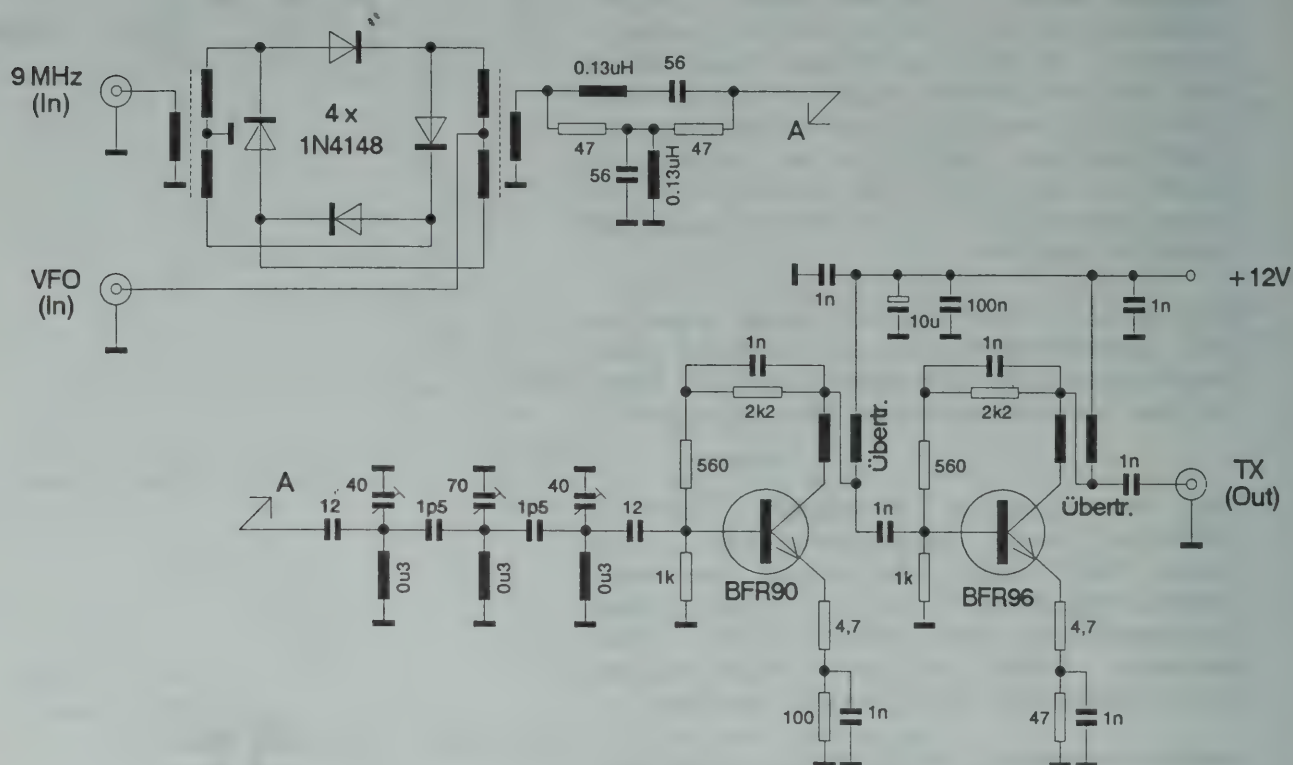 9 MHz
(In)
4 x
1N4148
0.13uH
56
47
47
56
0.13uH
A
VFO
(In)
+12V
1n
10u
100n
1n
1n
2k2
Übertr.
1n
2k2
560
560
A
12
40
1p5
70
1p5
40
12
1n
Übertr.
1n
TX
(Out)
0u3
0u3
0u3
1k
BFR90
1k
BFR96
4,7
4,7
100
1n
47
1n